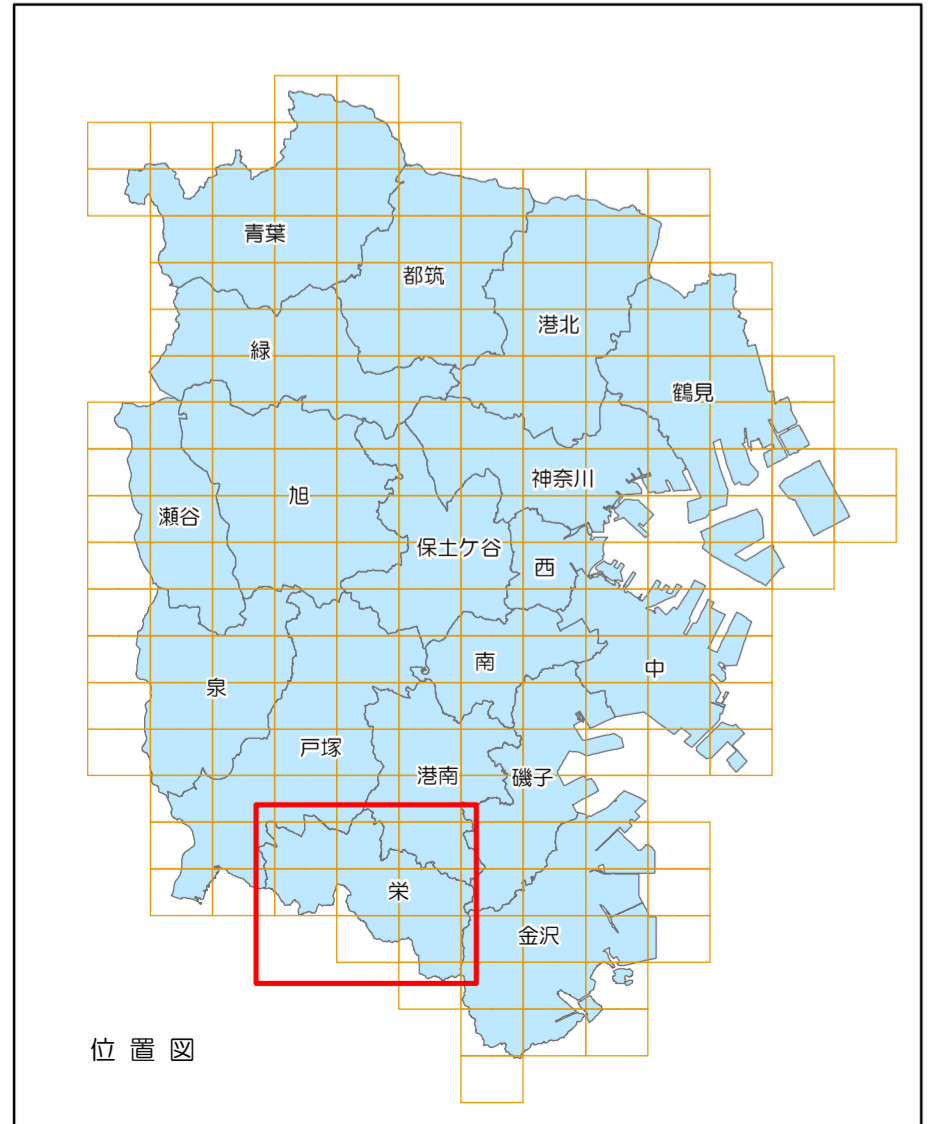 青葉
都筑
港北
緑
鶴見
神奈川
旭
瀬谷
保土ケ谷
西
南
中
泉
戸塚
港南
磯子
栄
金沢
位置図